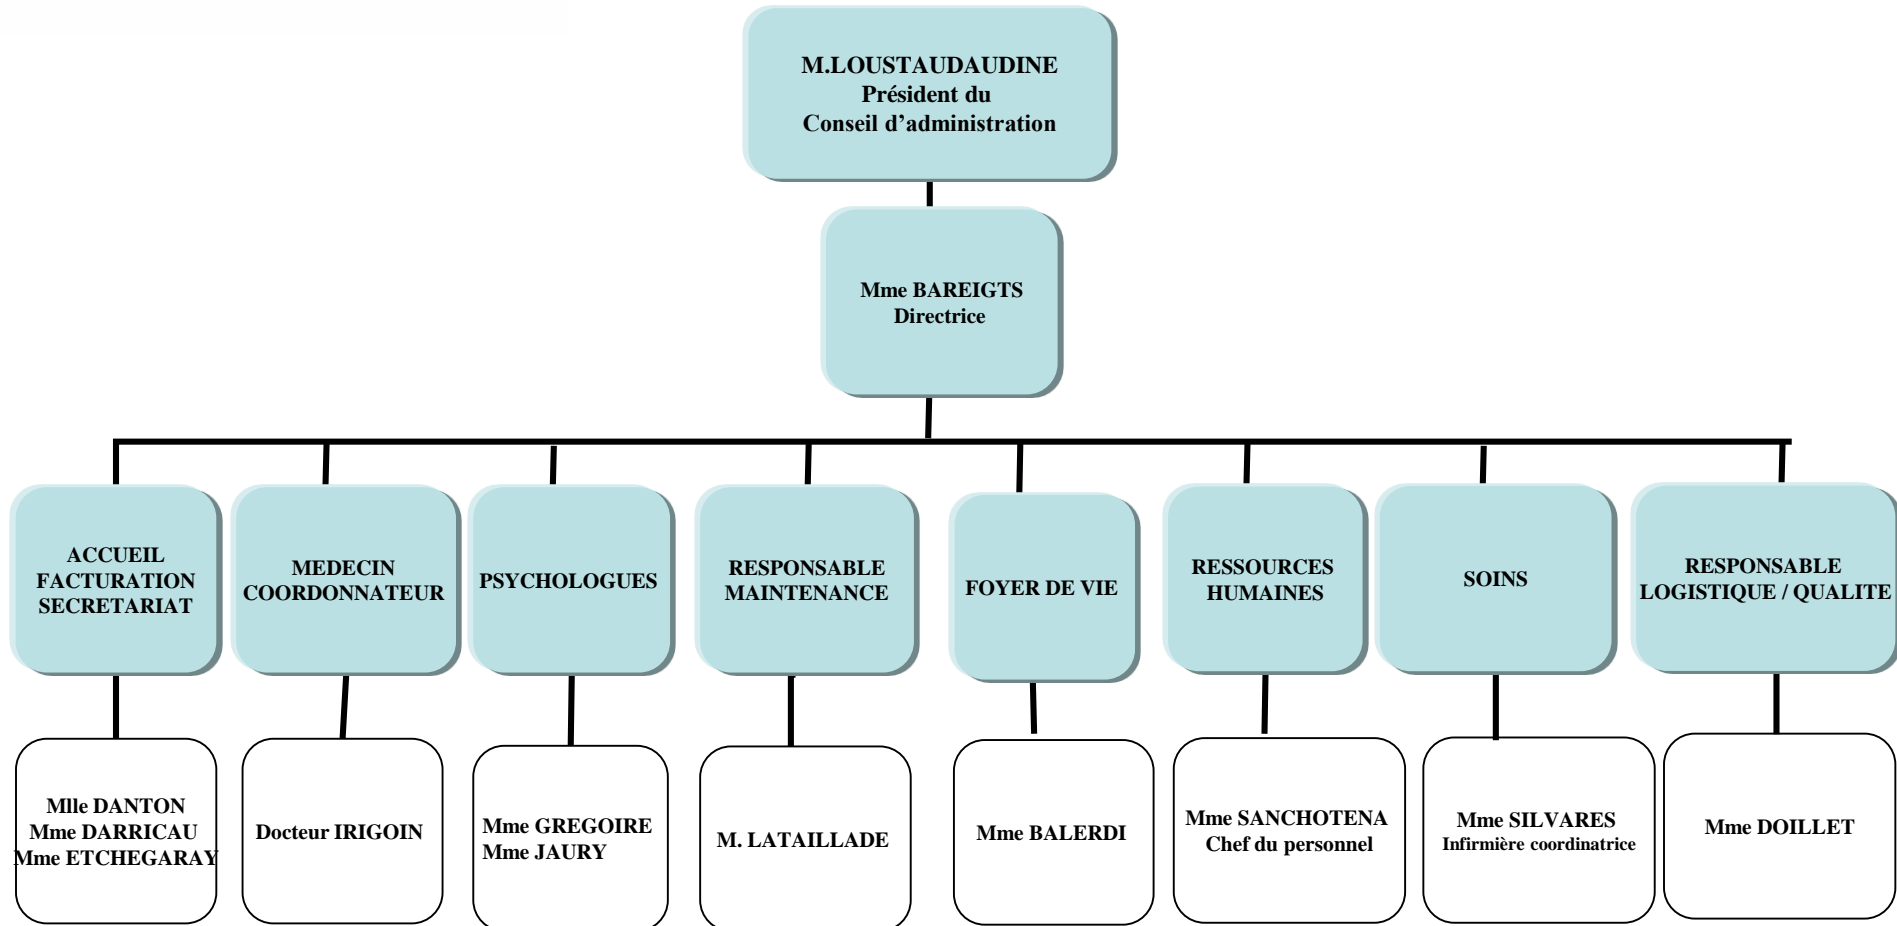 M.LOUSTAUDAUDINE
Président du
Conseil d’administration
Mme BAREIGTS
Directrice
ACCUEIL
FACTURATION
SECRETARIAT
MEDECIN
COORDONNATEUR
PSYCHOLOGUES
RESPONSABLE
MAINTENANCE
FOYER DE VIE
RESSOURCES
HUMAINES
SOINS
RESPONSABLE
LOGISTIQUE / QUALITE
Mlle DANTON
Mme DARRICAU
Mme ETCHEGARAY
Docteur IRIGOIN
Mme GREGOIRE
Mme JAURY
M. LATAILLADE
Mme BALERDI
Mme SANCHOTENA
Chef du personnel
Mme SILVARES
Infirmière coordinatrice
Mme DOILLET